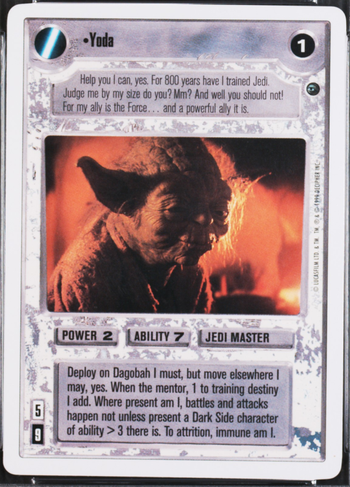 •Yoda
1
Help you I can, yes. For 800 years have I trained Jedi.
Judge me by my size do you? Mm? And well you should not!
For my ally is the Force... and a powerful ally it is.
POWER 2
ABILITY 7
JEDI MASTER
Deploy on Dagobah I must, but move elsewhere I
may, yes. When the mentor, 1 to training destiny
I add. Where present am I, battles and attacks
happen not unless present a Dark Side character
of ability > 3 there is. To attrition, immune am I.
5
9